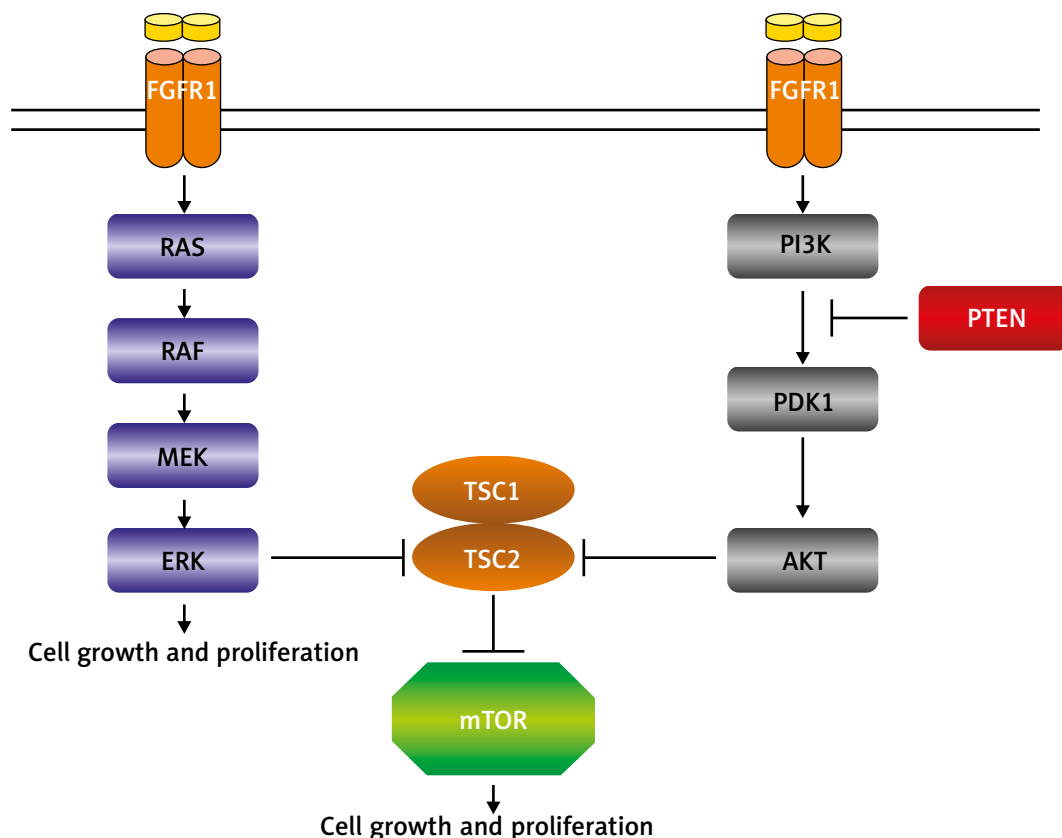 FGFR1
FGFR1
RAS
PI3K
PTEN
RAF
PDK1
MEK
TSC1
ERK
TSC2
AKT
Cell growth and proliferation
mTOR
Cell growth and proliferation